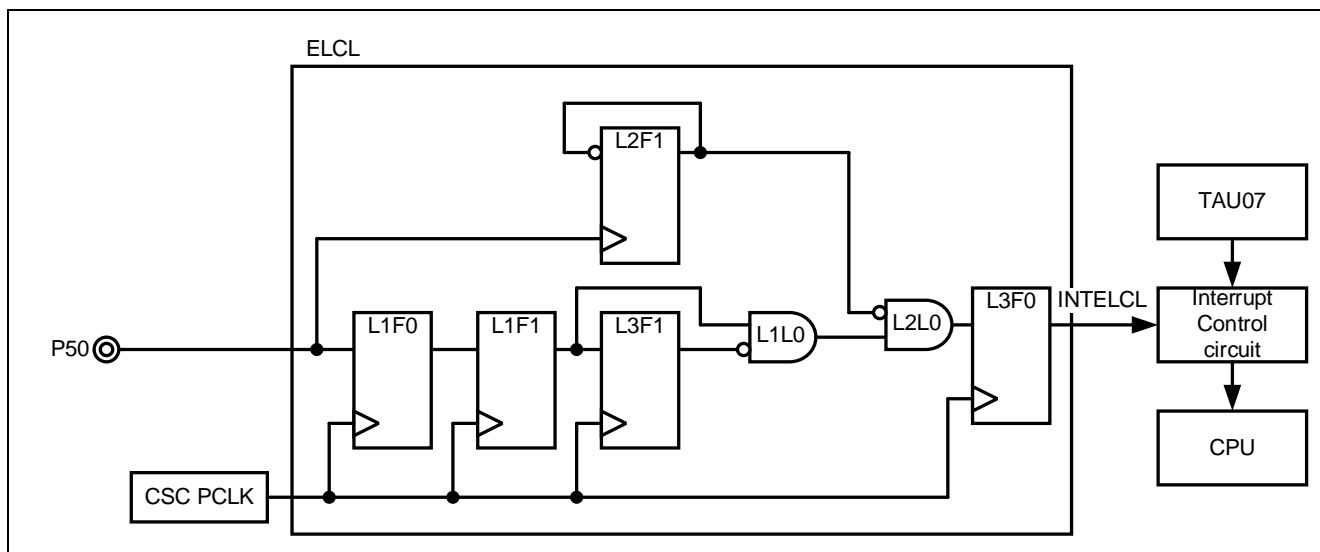 ELCL
L2F1
TAU07
P50
L1F0
L1F1
L3F1
L1L0
L2L0
L3F0
INTELCL
Interrupt
Control
circuit
CSC PCLK
CPU